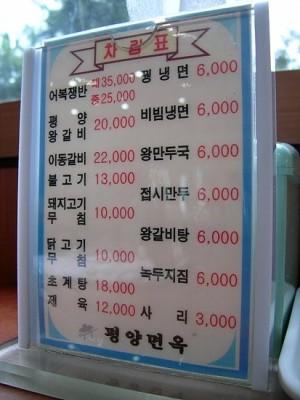 차림표
어복쟁반 대35,000
중25,000
평양
왕갈비 20,000
이동갈비 22,000
불고기 13,000
돼지고기
무침 10,000
닭고기
무침 10,000
초계탕 18,000
제육 12,000
꿩냉면 6,000
비빔냉면 6,000
왕만두국 6,000
접시만두 6,000
왕갈비탕 6,000
녹두지짐 6,000
사리 3,000
평양면옥